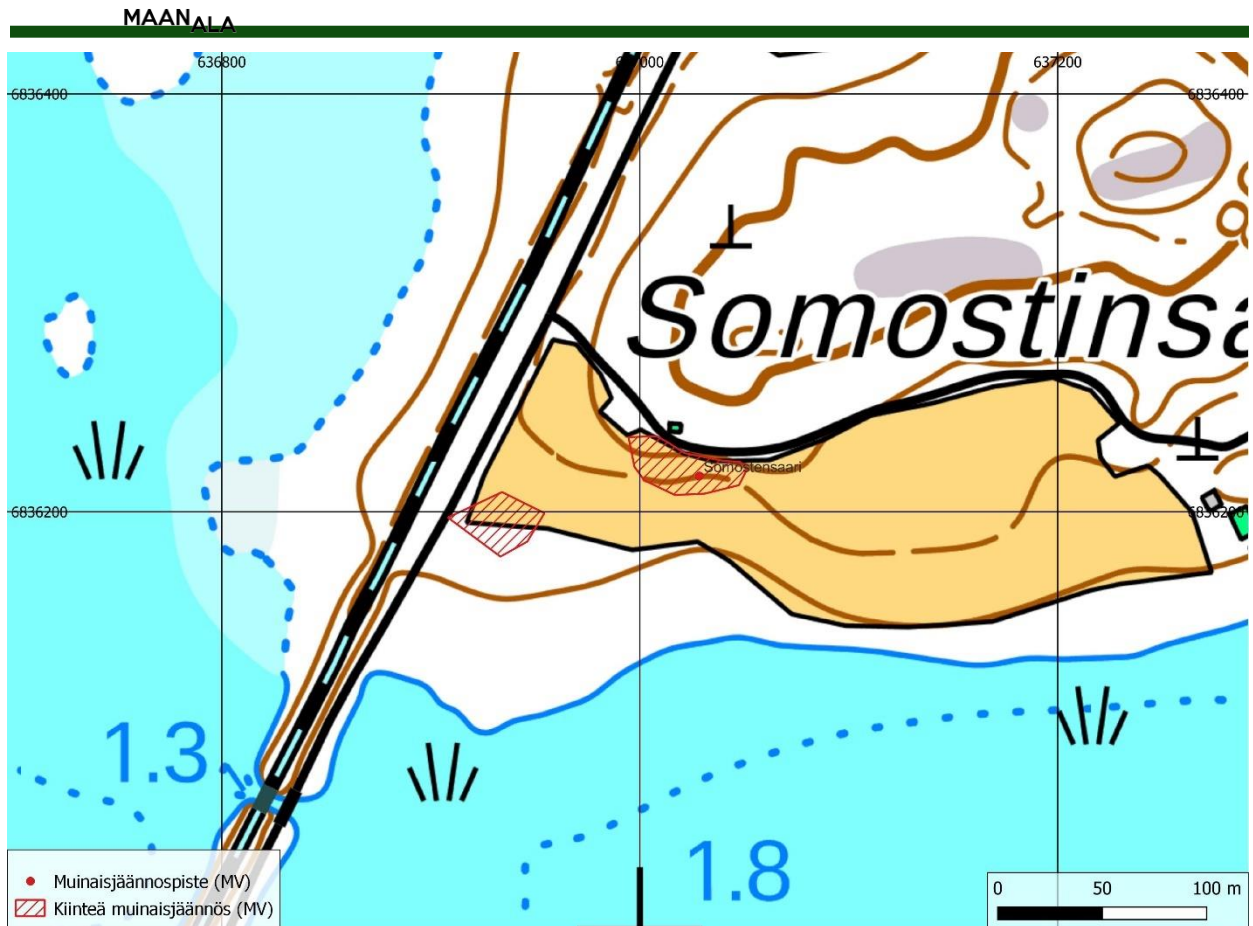 MAANALA
636800
637200
6836400
6836400
Somostinsa
Somostensaari
6836200
6836200
1.3
1.8
Muinaisjäännospiste (MV)
Kiinteä muinaisjäännös (MV)
0 50 100 m